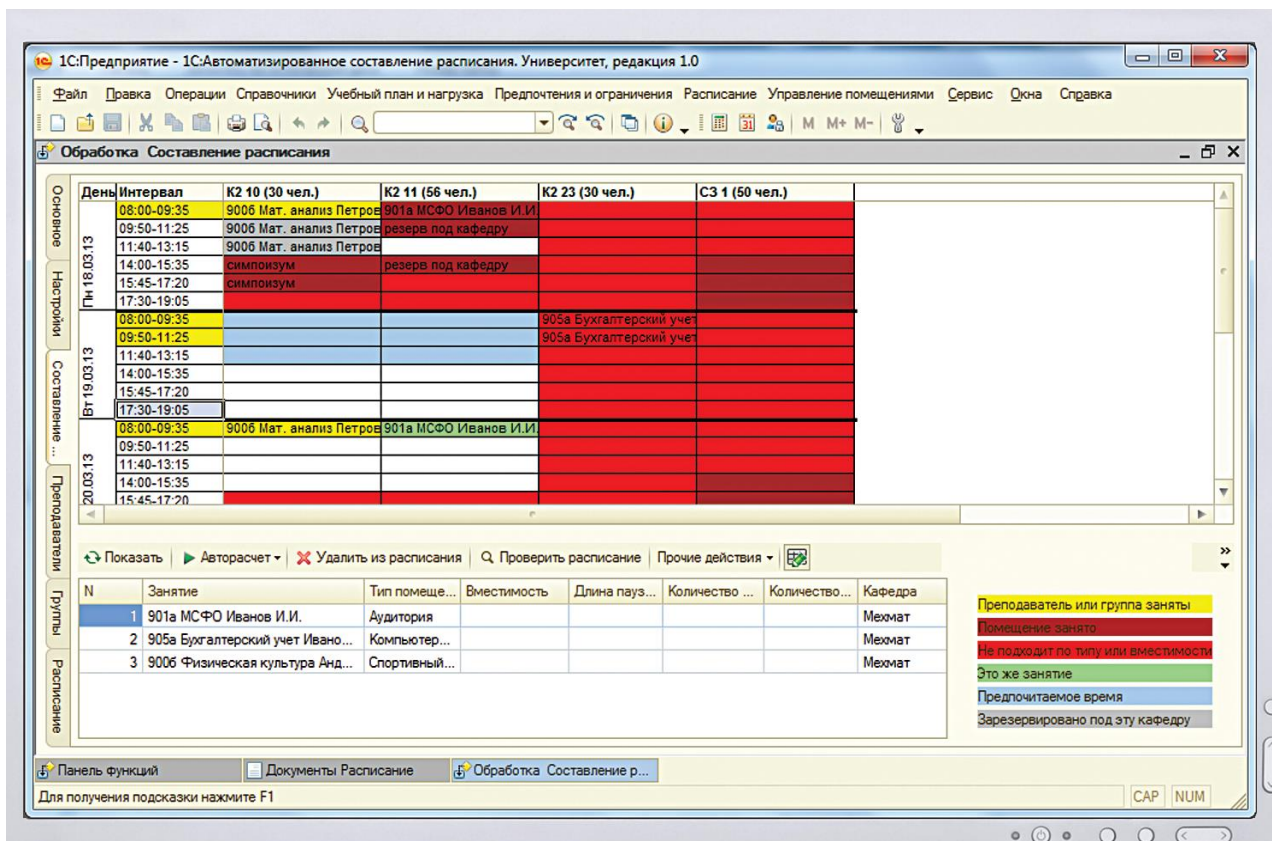 1С:Предприятие - 1С:Автоматизированное составление расписания. Университет, редакция 1.0
Файл Правка Операции Справочники Учебный план и нагрузка Предпочтения и ограничения Расписание Управление помещениями Сервис Окна Справка
M M+ M-
Обработка Составление расписания
Основное
Настройки
Составление ...
Преподаватели
Группы
Расписание
День Интервал К2 10 (30 чел.) К2 11 (56 чел.) К2 23 (30 чел.) СЗ 1 (50 чел.)
Пн 18.03.13
08:00-09:35 900б Мат. анализ Петров 901а МСФО Иванов И.И.
09:50-11:25 900б Мат. анализ Петров резерв под кафедру
11:40-13:15 900б Мат. анализ Петров
14:00-15:35 симпоизум резерв под кафедру
15:45-17:20 симпоизум
17:30-19:05
Вт 19.03.13
08:00-09:35 905а Бухгалтерский учет
09:50-11:25 905а Бухгалтерский учет
11:40-13:15
14:00-15:35
15:45-17:20
17:30-19:05
20.03.13
08:00-09:35 900б Мат. анализ Петров 901а МСФО Иванов И.И.
09:50-11:25
11:40-13:15
14:00-15:35
15:45-17:20
Показать Авторасчет Удалить из расписания Проверить расписание Прочие действия
N Занятие Тип помеще... Вместимость Длина пауз... Количество ... Количество... Кафедра
1 901а МСФО Иванов И.И. Аудитория Мехмат
2 905а Бухгалтерский учет Ивано... Компьютер... Мехмат
3 900б Физическая культура Анд... Спортивный... Мехмат
Преподаватель или группа заняты
Помещение занято
Не подходит по типу или вместимости
Это же занятие
Предпочитаемое время
Зарезервировано под эту кафедру
Панель функций Документы Расписание Обработка Составление р...
Для получения подсказки нажмите F1 CAP NUM